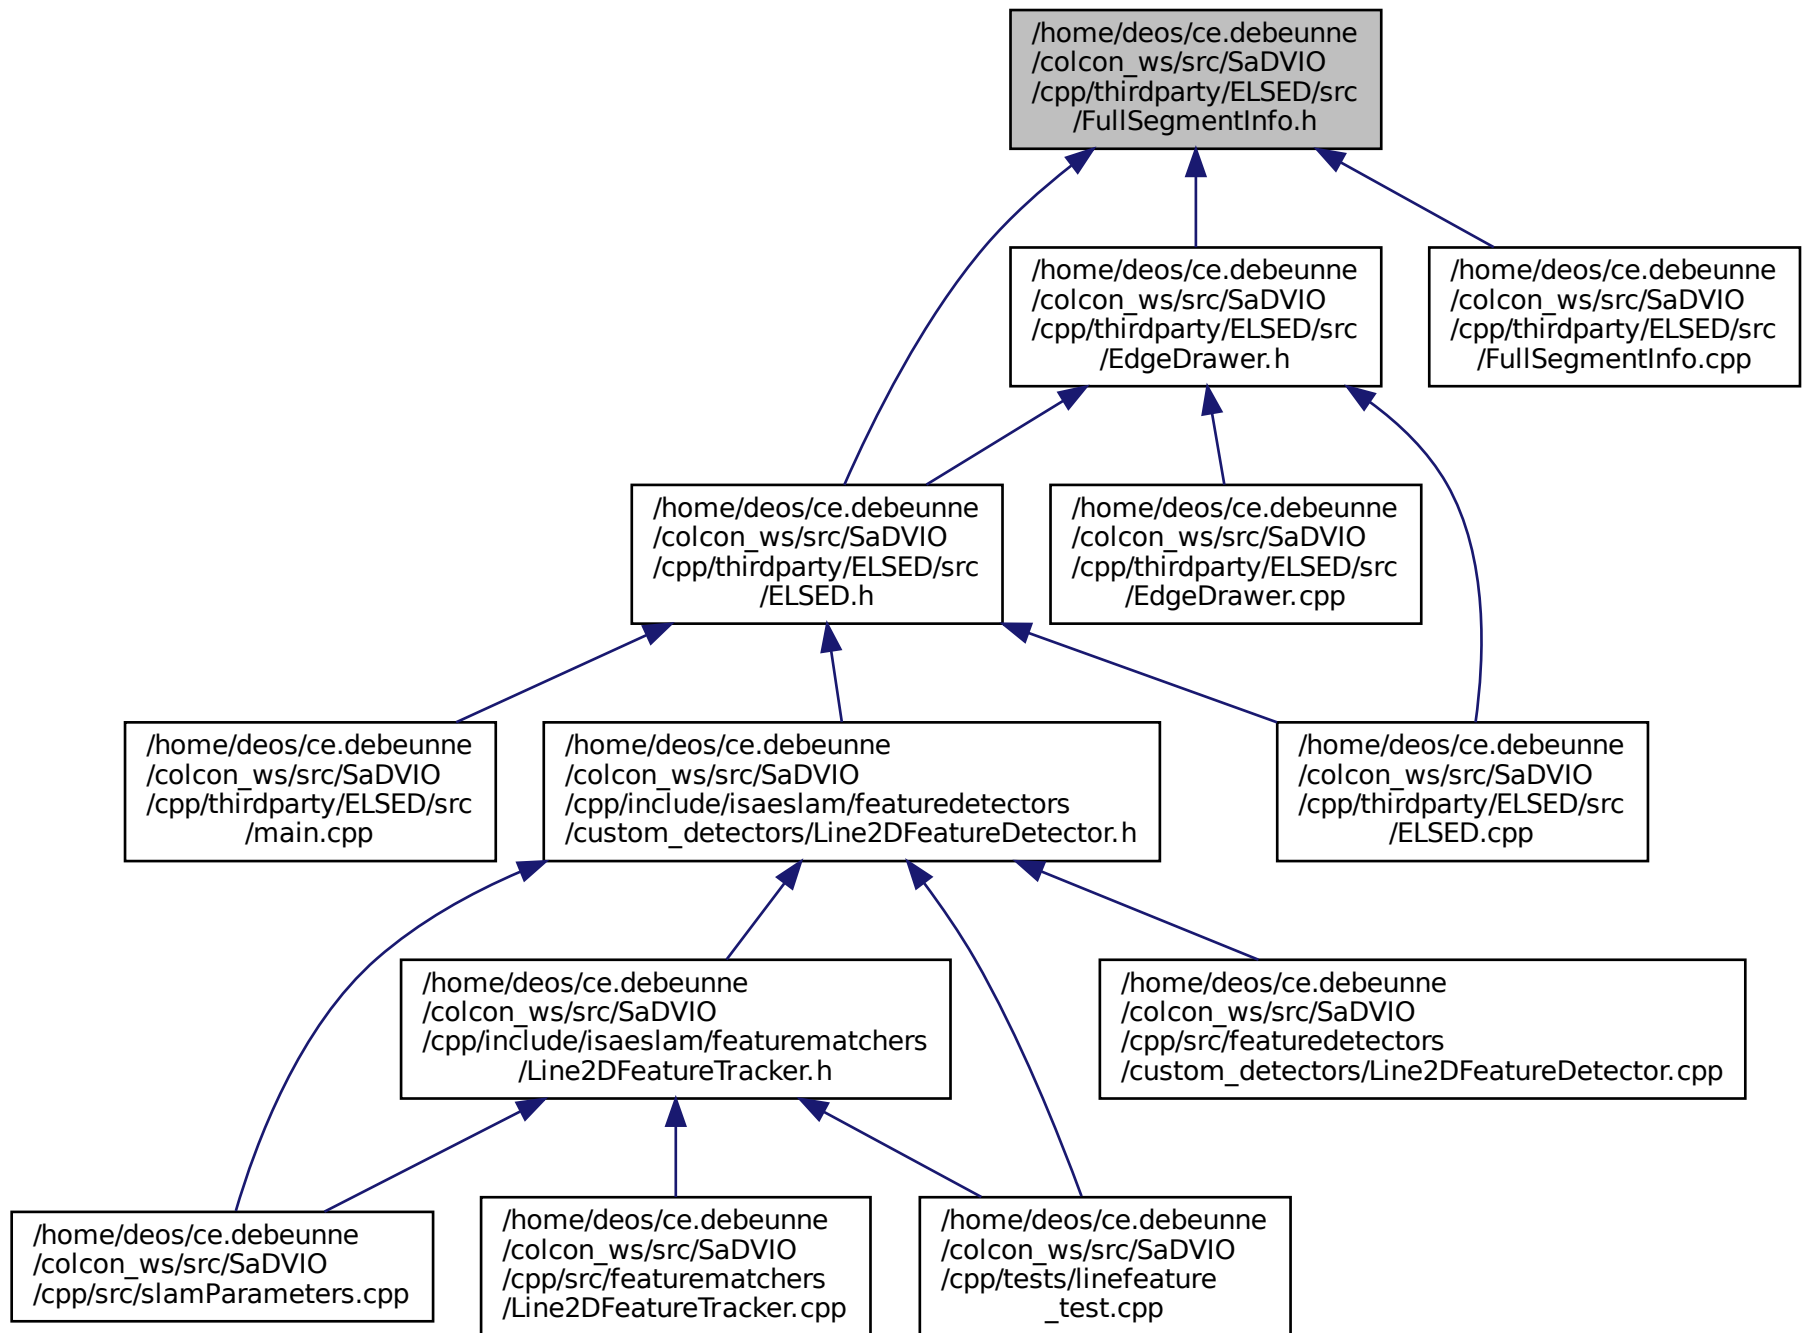 /home/deos/ce.debeunne
/colcon_ws/src/SaDVIO
/cpp/thirdparty/ELSED/src
/FullSegmentInfo.h
/home/deos/ce.debeunne
/colcon_ws/src/SaDVIO
/cpp/thirdparty/ELSED/src
/EdgeDrawer.h
/home/deos/ce.debeunne
/colcon_ws/src/SaDVIO
/cpp/thirdparty/ELSED/src
/FullSegmentInfo.cpp
/home/deos/ce.debeunne
/colcon_ws/src/SaDVIO
/cpp/thirdparty/ELSED/src
/ELSED.h
/home/deos/ce.debeunne
/colcon_ws/src/SaDVIO
/cpp/thirdparty/ELSED/src
/EdgeDrawer.cpp
/home/deos/ce.debeunne
/colcon_ws/src/SaDVIO
/cpp/thirdparty/ELSED/src
/main.cpp
/home/deos/ce.debeunne
/colcon_ws/src/SaDVIO
/cpp/include/isaeslam/featuredetectors
/custom_detectors/Line2DFeatureDetector.h
/home/deos/ce.debeunne
/colcon_ws/src/SaDVIO
/cpp/thirdparty/ELSED/src
/ELSED.cpp
/home/deos/ce.debeunne
/colcon_ws/src/SaDVIO
/cpp/include/isaeslam/featurematchers
/Line2DFeatureTracker.h
/home/deos/ce.debeunne
/colcon_ws/src/SaDVIO
/cpp/src/featuredetectors
/custom_detectors/Line2DFeatureDetector.cpp
/home/deos/ce.debeunne
/colcon_ws/src/SaDVIO
/cpp/src/slamParameters.cpp
/home/deos/ce.debeunne
/colcon_ws/src/SaDVIO
/cpp/src/featurematchers
/Line2DFeatureTracker.cpp
/home/deos/ce.debeunne
/colcon_ws/src/SaDVIO
/cpp/tests/linefeature
_test.cpp